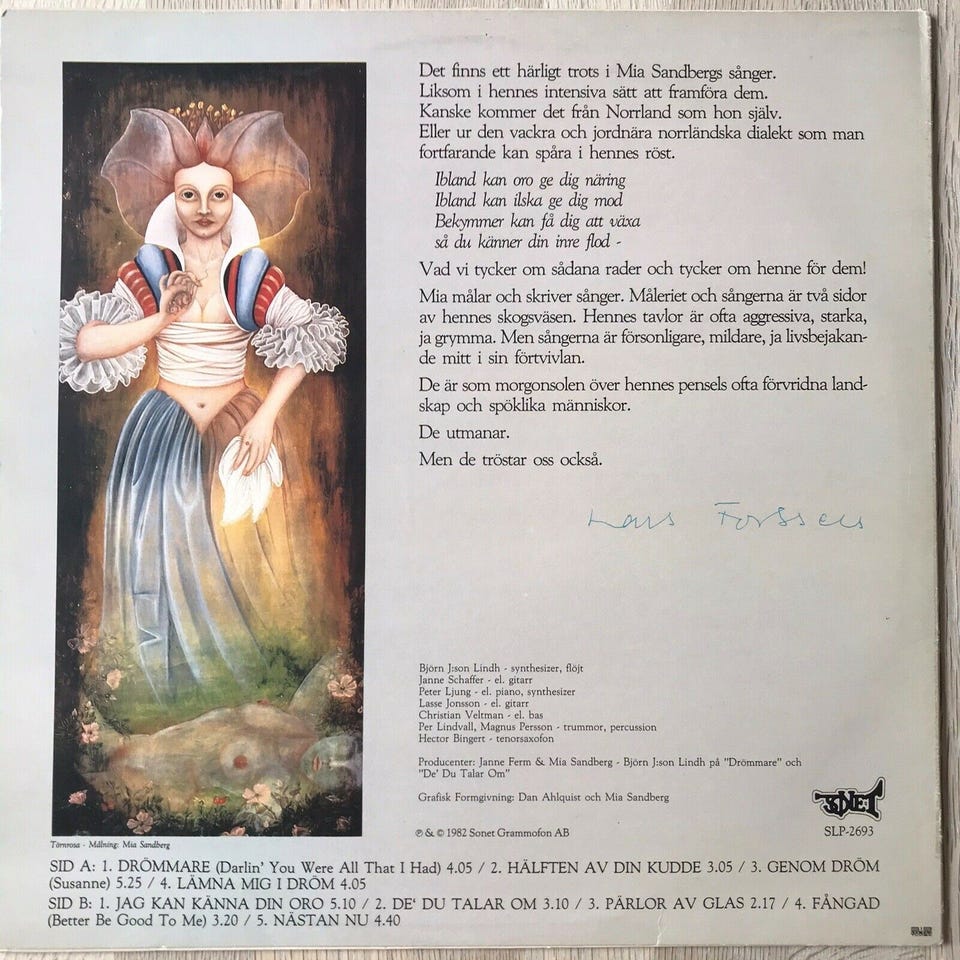 Det finns ett härligt trots i Mia Sandbergs sånger.
Liksom i hennes intensiva sätt att framföra dem.
Kanske kommer det från Norrland som hon själv.
Eller ur den vackra och jordnära norrländska dialekt som man
fortfarande kan spåra i hennes röst.
Ibland kan oro ge dig näring
Ibland kan ilska ge dig mod
Bekymmer kan få dig att växa
så du känner din inre flod -
Vad vi tycker om sådana rader och tycker om henne för dem!
Mia målar och skriver sånger. Måleriet och sångerna är två sidor
av hennes skogsväsen. Hennes tavlor är ofta aggressiva, starka,
ja grymma. Men sångerna är försonligare, mildare, ja livsbejakan-
de mitt i sin förtvivlan.
De är som morgonsolen över hennes pensels ofta förvridna land-
skap och spöklika människor.
De utmanar.
Men de tröstar oss också.
Lars Forssell
Björn J:son Lindh - synthesizer, flöjt
Janne Schaffer - el. gitarr
Peter Ljung - el. piano, synthesizer
Lasse Jonsson - el. gitarr
Christian Veltman - el. bas
Per Lindvall, Magnus Persson - trummor, percussion
Hector Bingert - tenorsaxofon
Producenter: Janne Ferm & Mia Sandberg - Björn J:son Lindh på "Drömmare" och
"De' Du Talar Om"
Grafisk Formgivning: Dan Ahlquist och Mia Sandberg
SONET
SLP-2693
℗ & © 1982 Sonet Grammofon AB
Törnrosa - Målning: Mia Sandberg
SID A: 1. DRÖMMARE (Darlin' You Were All That I Had) 4.05 / 2. HÄLFTEN AV DIN KUDDE 3.05 / 3. GENOM DRÖM
(Susanne) 5.25 / 4. LÄMNA MIG I DRÖM 4.05
SID B: 1. JAG KAN KÄNNA DIN ORO 5.10 / 2. DE' DU TALAR OM 3.10 / 3. PÄRLOR AV GLAS 2.17 / 4. FÅNGAD
(Better Be Good To Me) 3.20 / 5. NÄSTAN NU 4.40